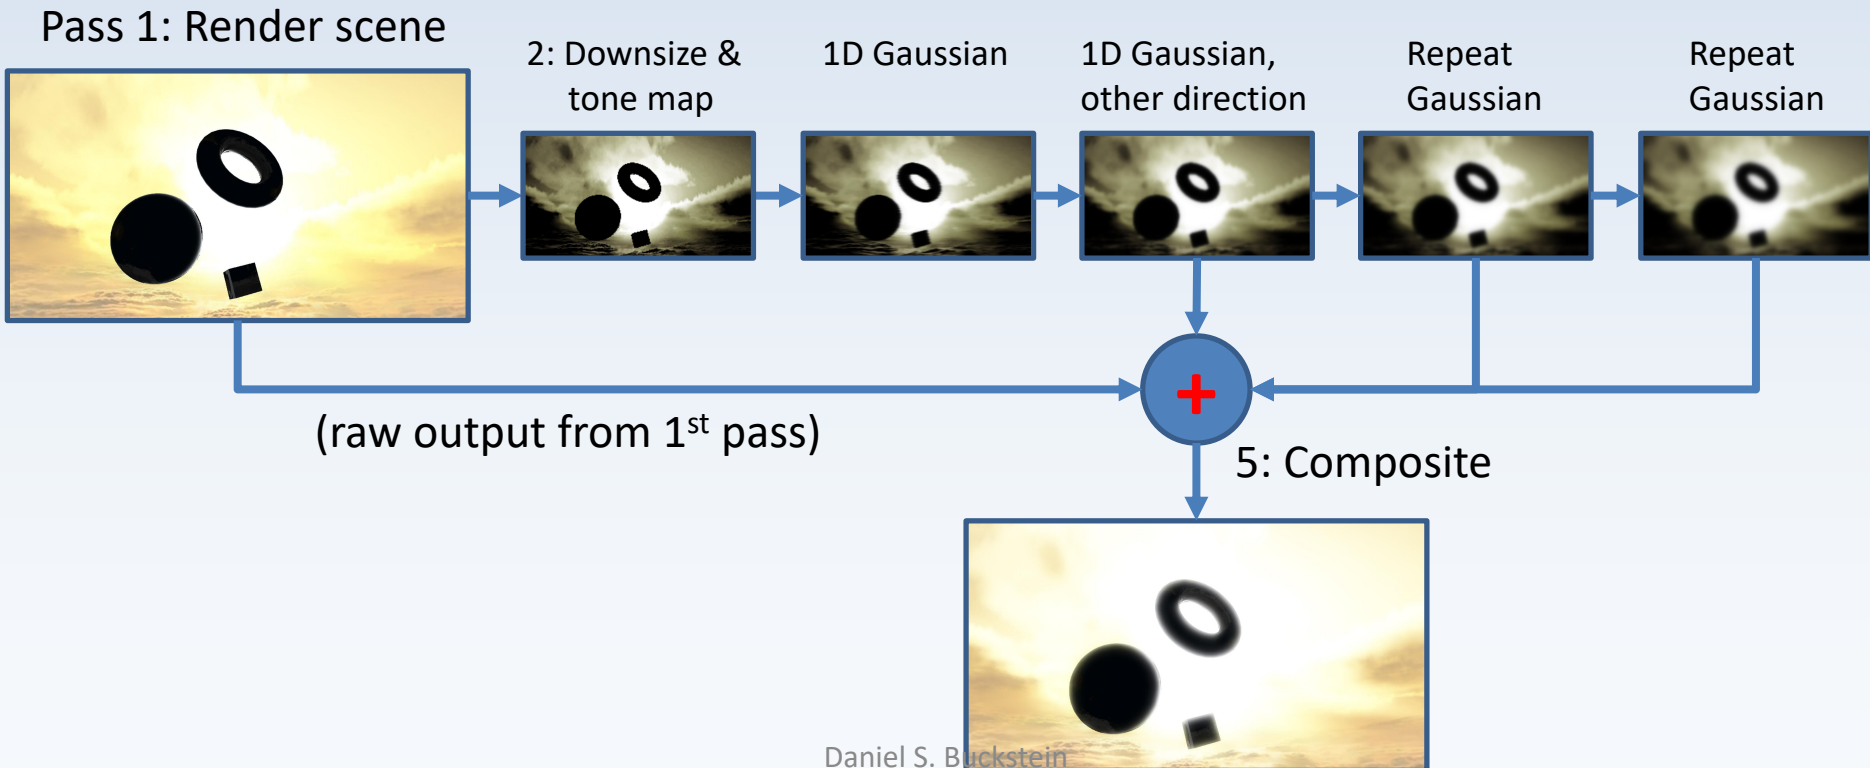 Pass 1: Render scene
2: Downsize &
tone map
1D Gaussian
1D Gaussian,
other direction
Repeat
Gaussian
Repeat
Gaussian
+
(raw output from 1st pass)
5: Composite
Daniel S. Buckstein